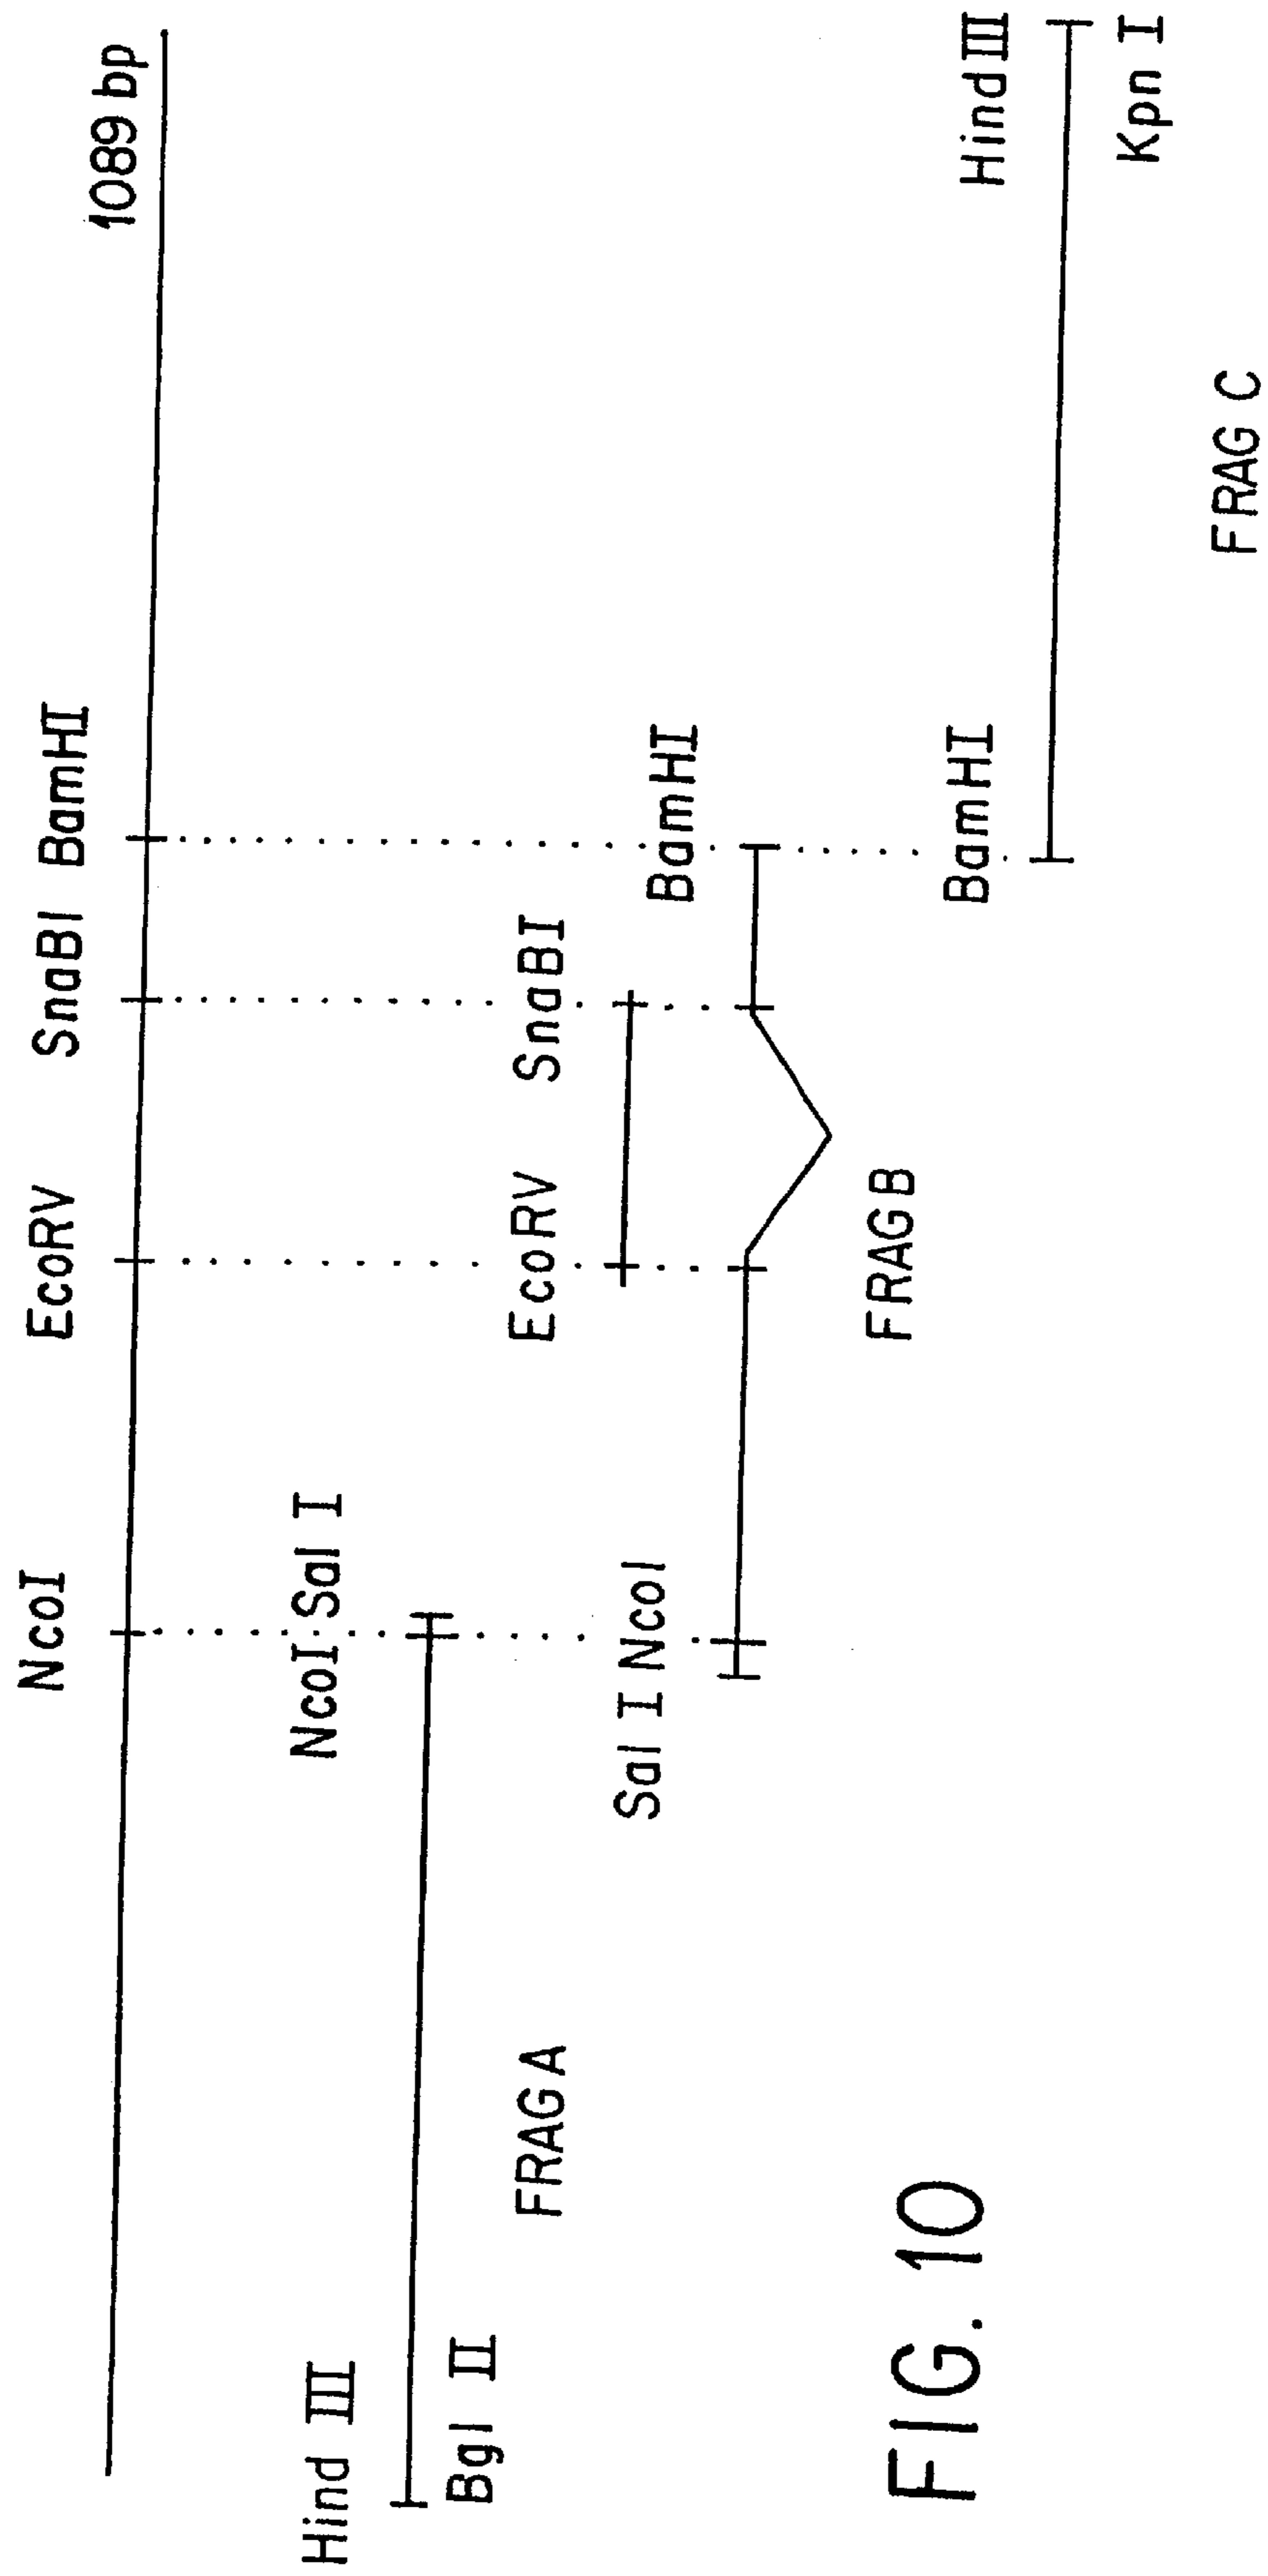 1089 bp
NcoI EcoRV SnaBI BamHI
Hind III NcoI Sal I
Bgl II
FRAG A
EcoRV SnaBI
Sal I NcoI BamHI
FRAG B
BamHI Hind III
Kpn I
FRAG C
FIG. 10